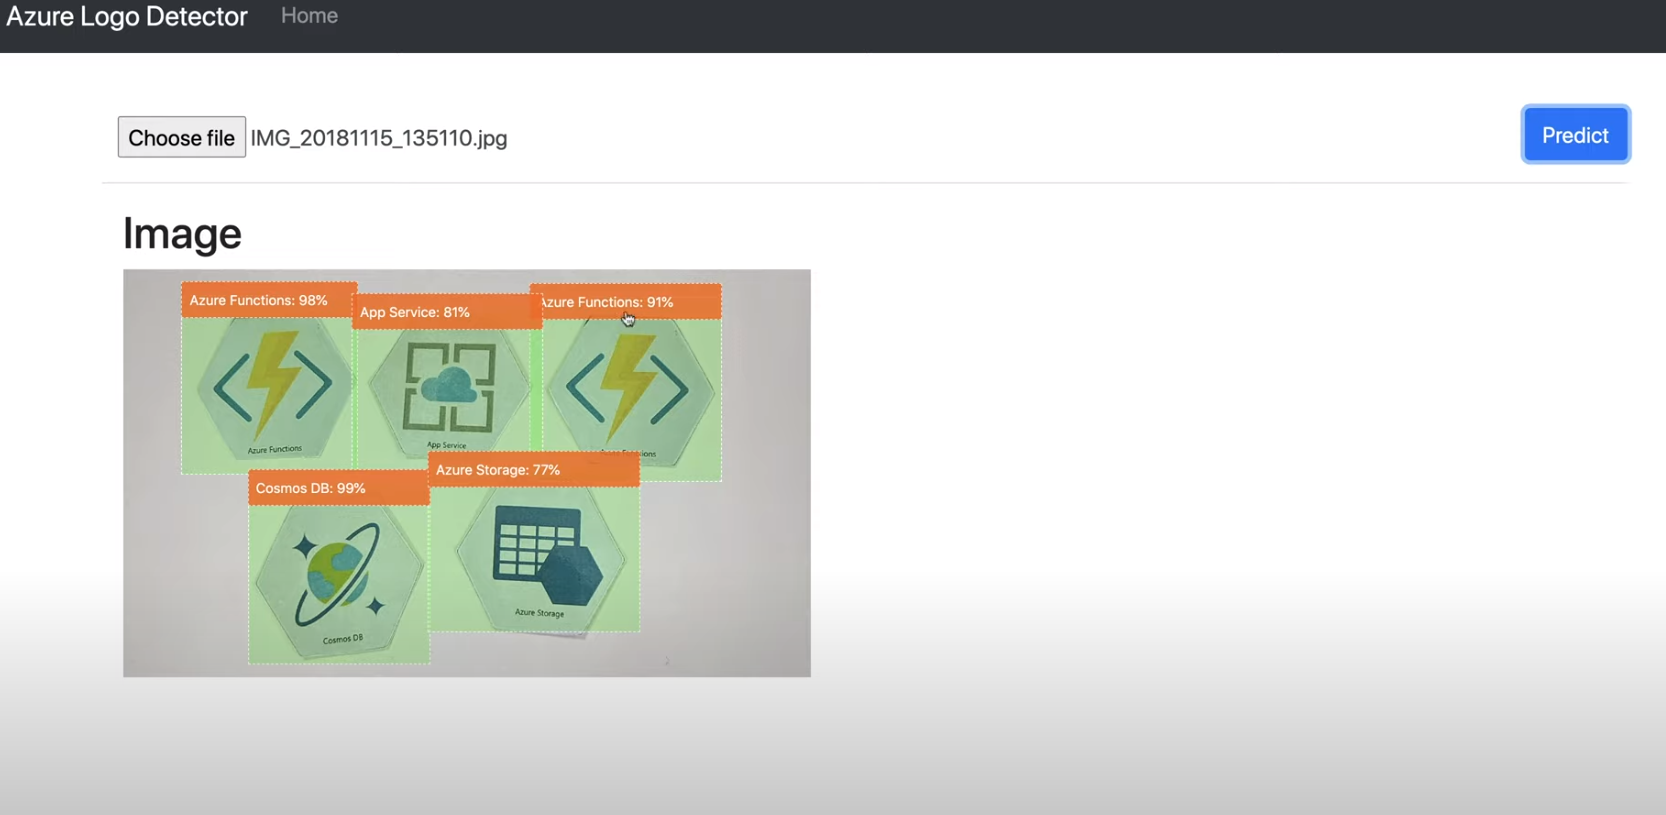 Azure Logo Detector Home
Choose file IMG_20181115_135110.jpg
Predict
Image
Azure Functions: 98%
App Service: 81%
Azure Functions: 91%
Azure Functions
App Service
Azure Storage: 77%
Cosmos DB: 99%
Azure Storage
Cosmos DB